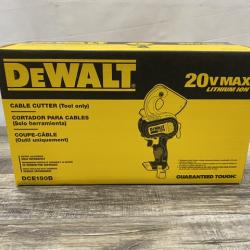 DEWALT
20V MAX
LITHIUM ION
CABLE CUTTER (Tool only)
CORTADOR PARA CABLES
(Solo herramienta)
COUPE-CÂBLE
(Outil uniquement)
DEWALT
DCE150B
GUARANTEED TOUGH